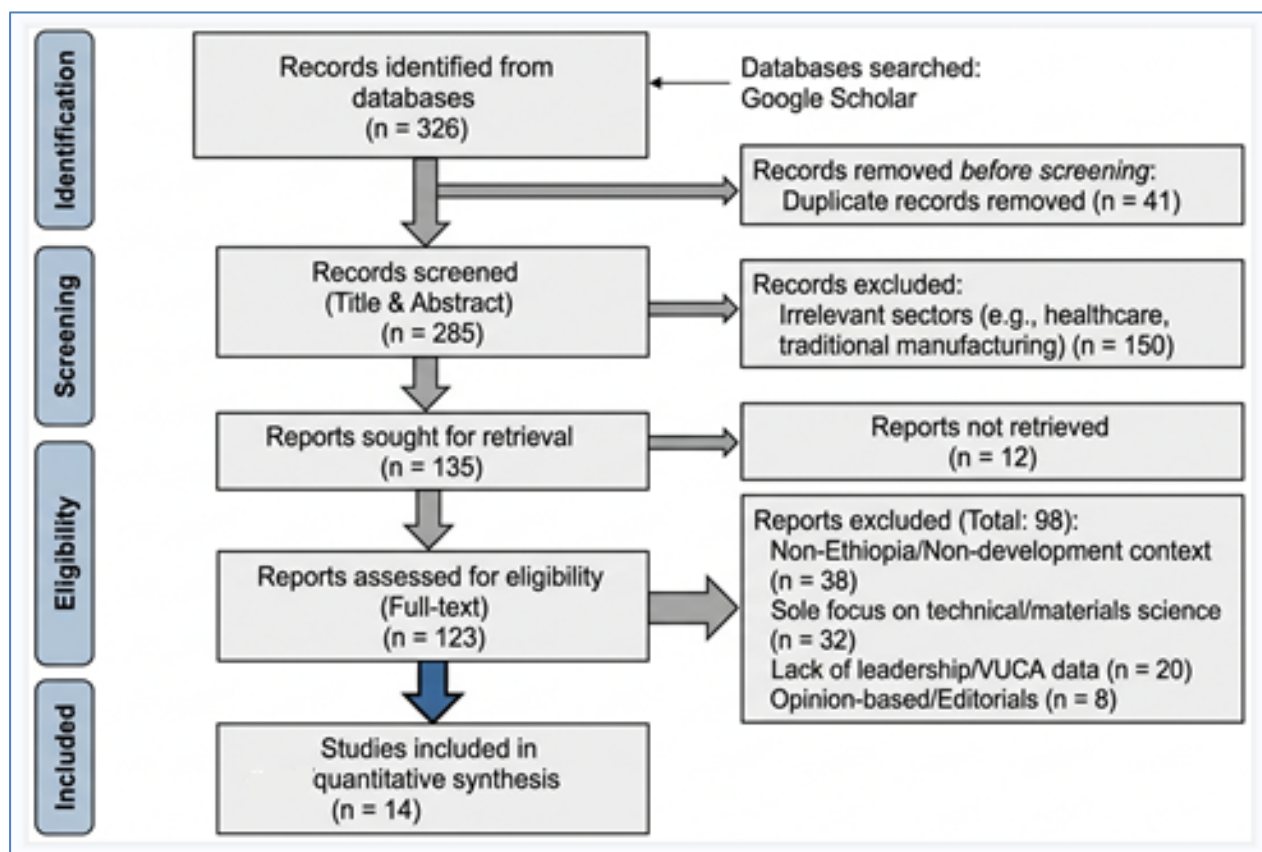 Identification
Records identified from
databases
(n = 326)
Databases searched:
Google Scholar
Records removed before screening:
Duplicate records removed (n = 41)
Screening
Records screened
(Title & Abstract)
(n = 285)
Records excluded:
Irrelevant sectors (e.g., healthcare,
traditional manufacturing) (n = 150)
Reports sought for retrieval
(n = 135)
Reports not retrieved
(n = 12)
Eligibility
Reports assessed for eligibility
(Full-text)
(n = 123)
Reports excluded (Total: 98):
Non-Ethiopia/Non-development context
(n = 38)
Sole focus on technical/materials science
(n = 32)
Lack of leadership/VUCA data (n = 20)
Opinion-based/Editorials (n = 8)
Included
Studies included in
quantitative synthesis
(n = 14)